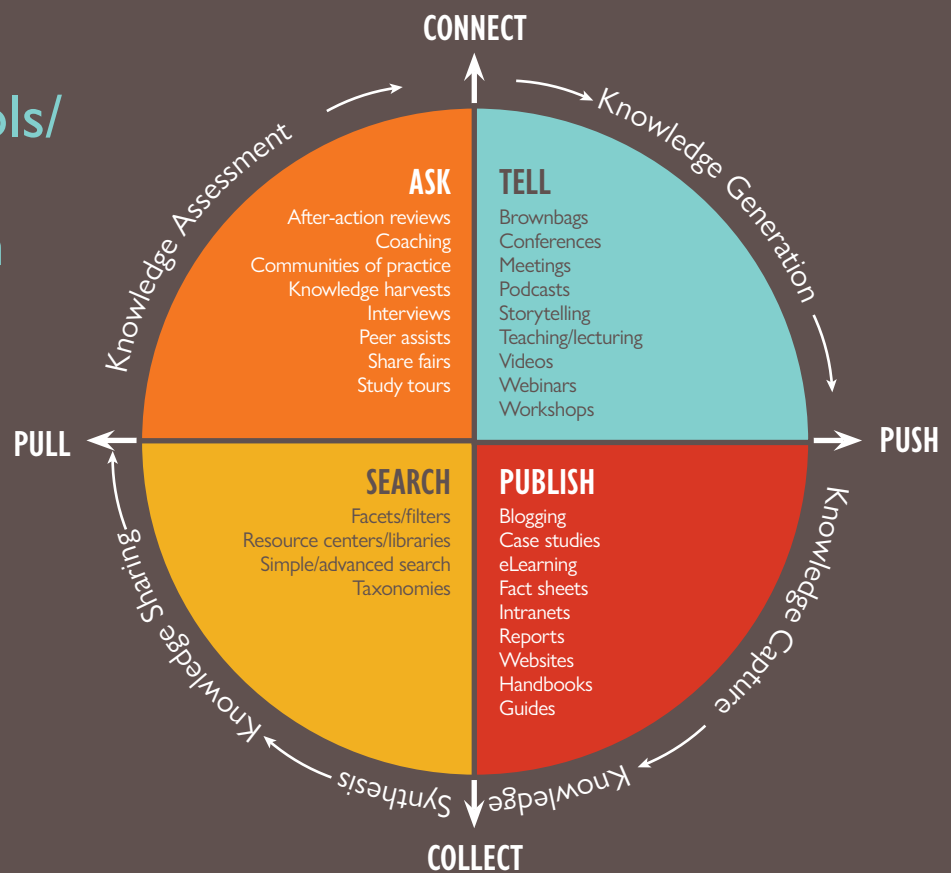 ols/
CONNECT
Knowledge Assessment
Knowledge Generation
ASK
After-action reviews
Coaching
Communities of practice
Knowledge harvests
Interviews
Peer assists
Share fairs
Study tours
TELL
Brownbags
Conferences
Meetings
Podcasts
Storytelling
Teaching/lecturing
Videos
Webinars
Workshops
PULL
PUSH
SEARCH
Facets/filters
Resource centers/libraries
Simple/advanced search
Taxonomies
PUBLISH
Blogging
Case studies
eLearning
Fact sheets
Intranets
Reports
Websites
Handbooks
Guides
Knowledge Capture
Knowledge Synthesis
Knowledge Sharing
COLLECT